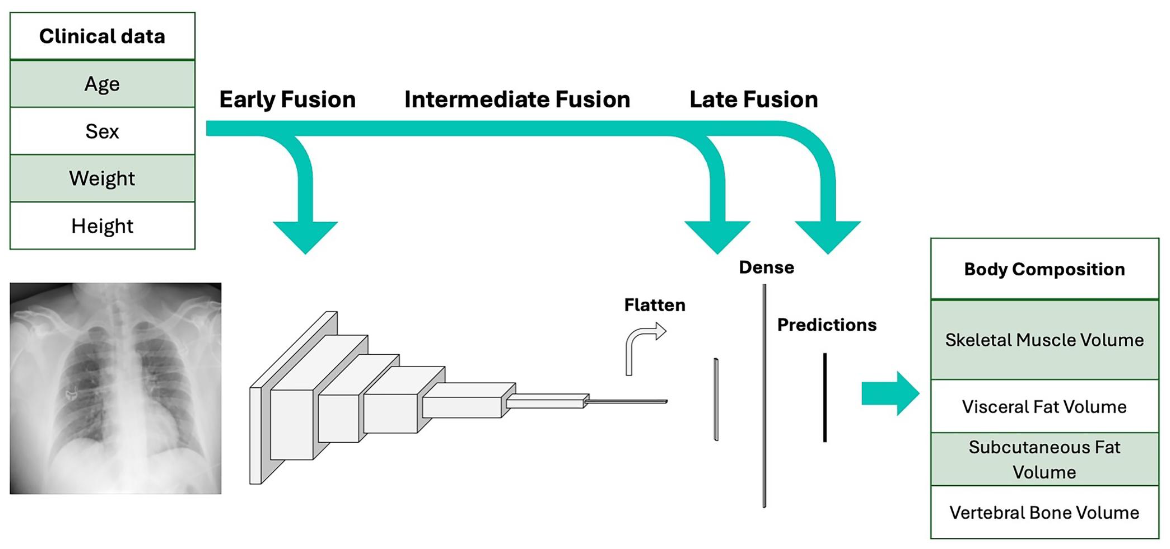 Clinical data
Age
Sex
Weight
Height
Early Fusion
Intermediate Fusion
Late Fusion
Flatten
Dense
Predictions
Body Composition
Skeletal Muscle Volume
Visceral Fat Volume
Subcutaneous Fat
Volume
Vertebral Bone Volume